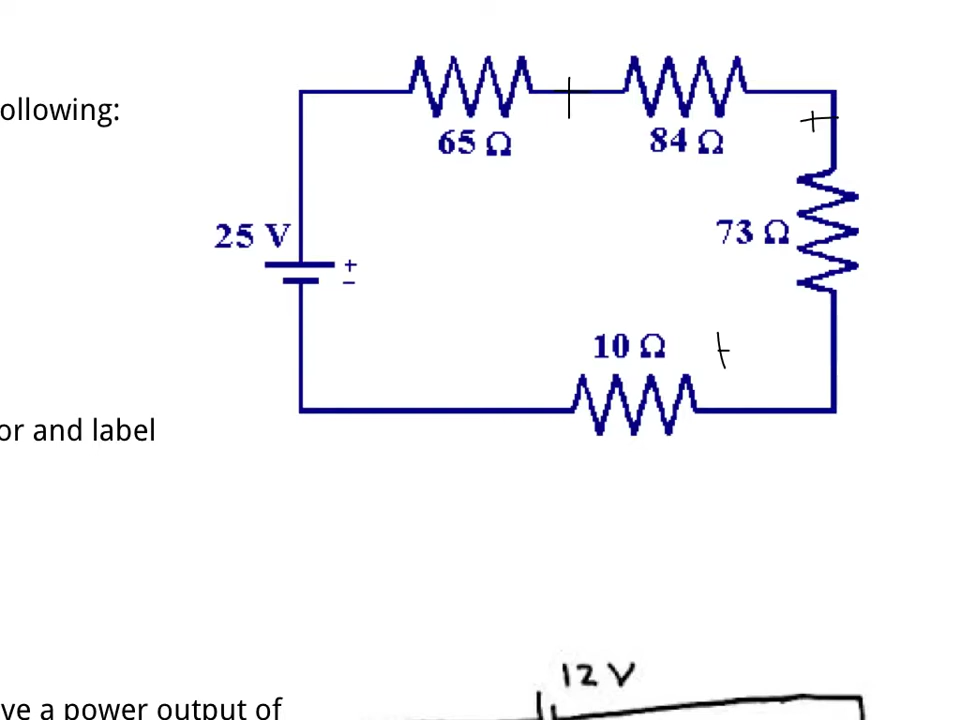 ollowing:
65 Ω
84 Ω
25 V
73 Ω
+
−
10 Ω
or and label
12 V
ve a power output of